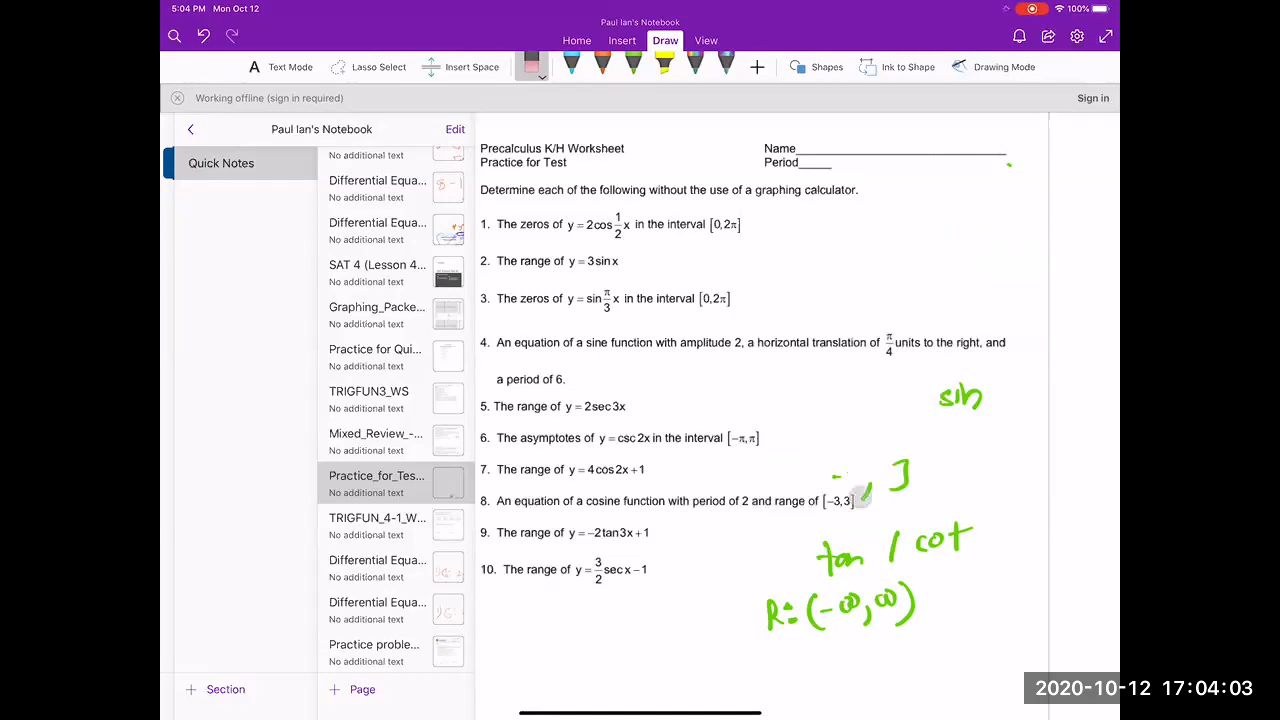 5:04 PM Mon Oct 12
100%
Paul Ian's Notebook
Home Insert Draw View
A Text Mode Lasso Select Insert Space Shapes Ink to Shape Drawing Mode
Working offline (sign in required) Sign in
Paul Ian's Notebook Edit
Quick Notes
No additional text
Differential Equa...
No additional text
Differential Equa...
No additional text
SAT 4 (Lesson 4...
No additional text
Graphing_Packe...
No additional text
Practice for Qui...
No additional text
TRIGFUN3_WS
No additional text
Mixed_Review_-...
No additional text
Practice_for_Tes...
No additional text
TRIGFUN_4-1_W...
No additional text
Differential Equa...
No additional text
Differential Equa...
No additional text
Practice proble...
No additional text
+ Section + Page
Precalculus K/H Worksheet Name
Practice for Test Period
Determine each of the following without the use of a graphing calculator.
1. The zeros of y = 2cos 1/2 x in the interval [0,2π]
2. The range of y = 3 sin x
3. The zeros of y = sin π/3 x in the interval [0,2π]
4. An equation of a sine function with amplitude 2, a horizontal translation of π/4 units to the right, and
a period of 6.
sin
5. The range of y = 2 sec 3x
6. The asymptotes of y = csc 2x in the interval [−π,π]
7. The range of y = 4 cos 2x + 1
, ]
8. An equation of a cosine function with period of 2 and range of [−3,3]
9. The range of y = −2 tan 3x + 1
tan / cot
10. The range of y = 3/2 sec x − 1
R: (-∞, ∞)
2020-10-12 17:04:03